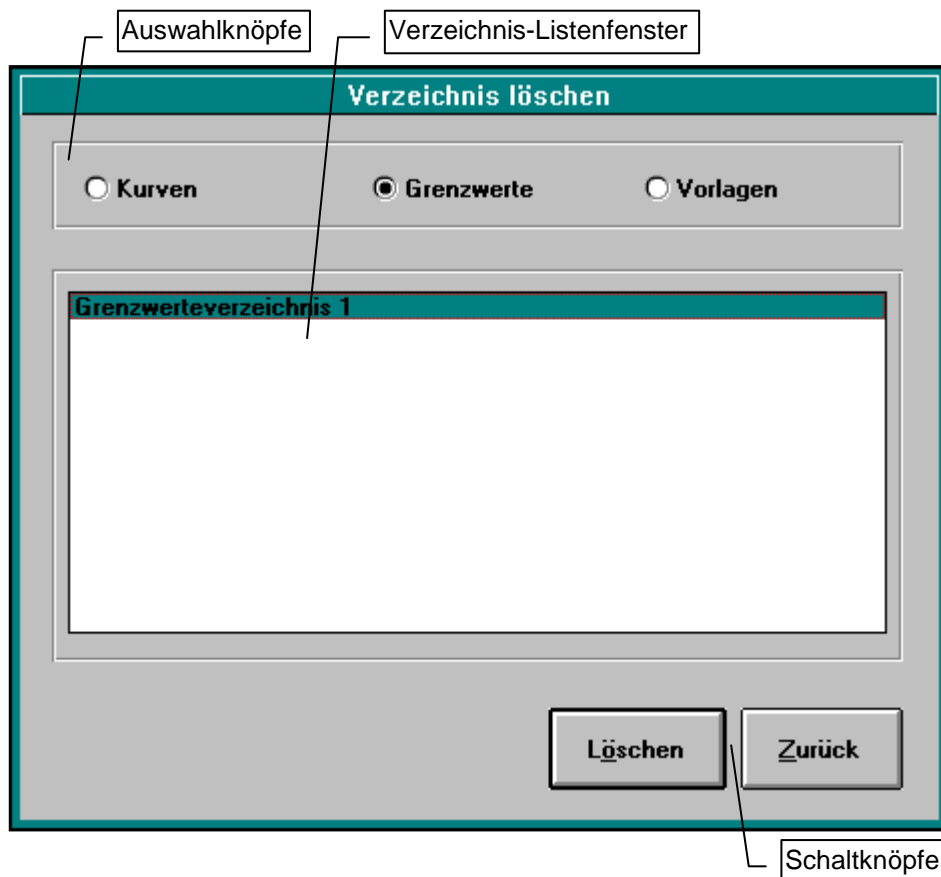 Auswahlknöpfe Verzeichnis-Listenfenster
Verzeichnis löschen
Kurven Grenzwerte Vorlagen
Grenzwerteverzeichnis 1
Löschen Zurück
Schaltknöpfe